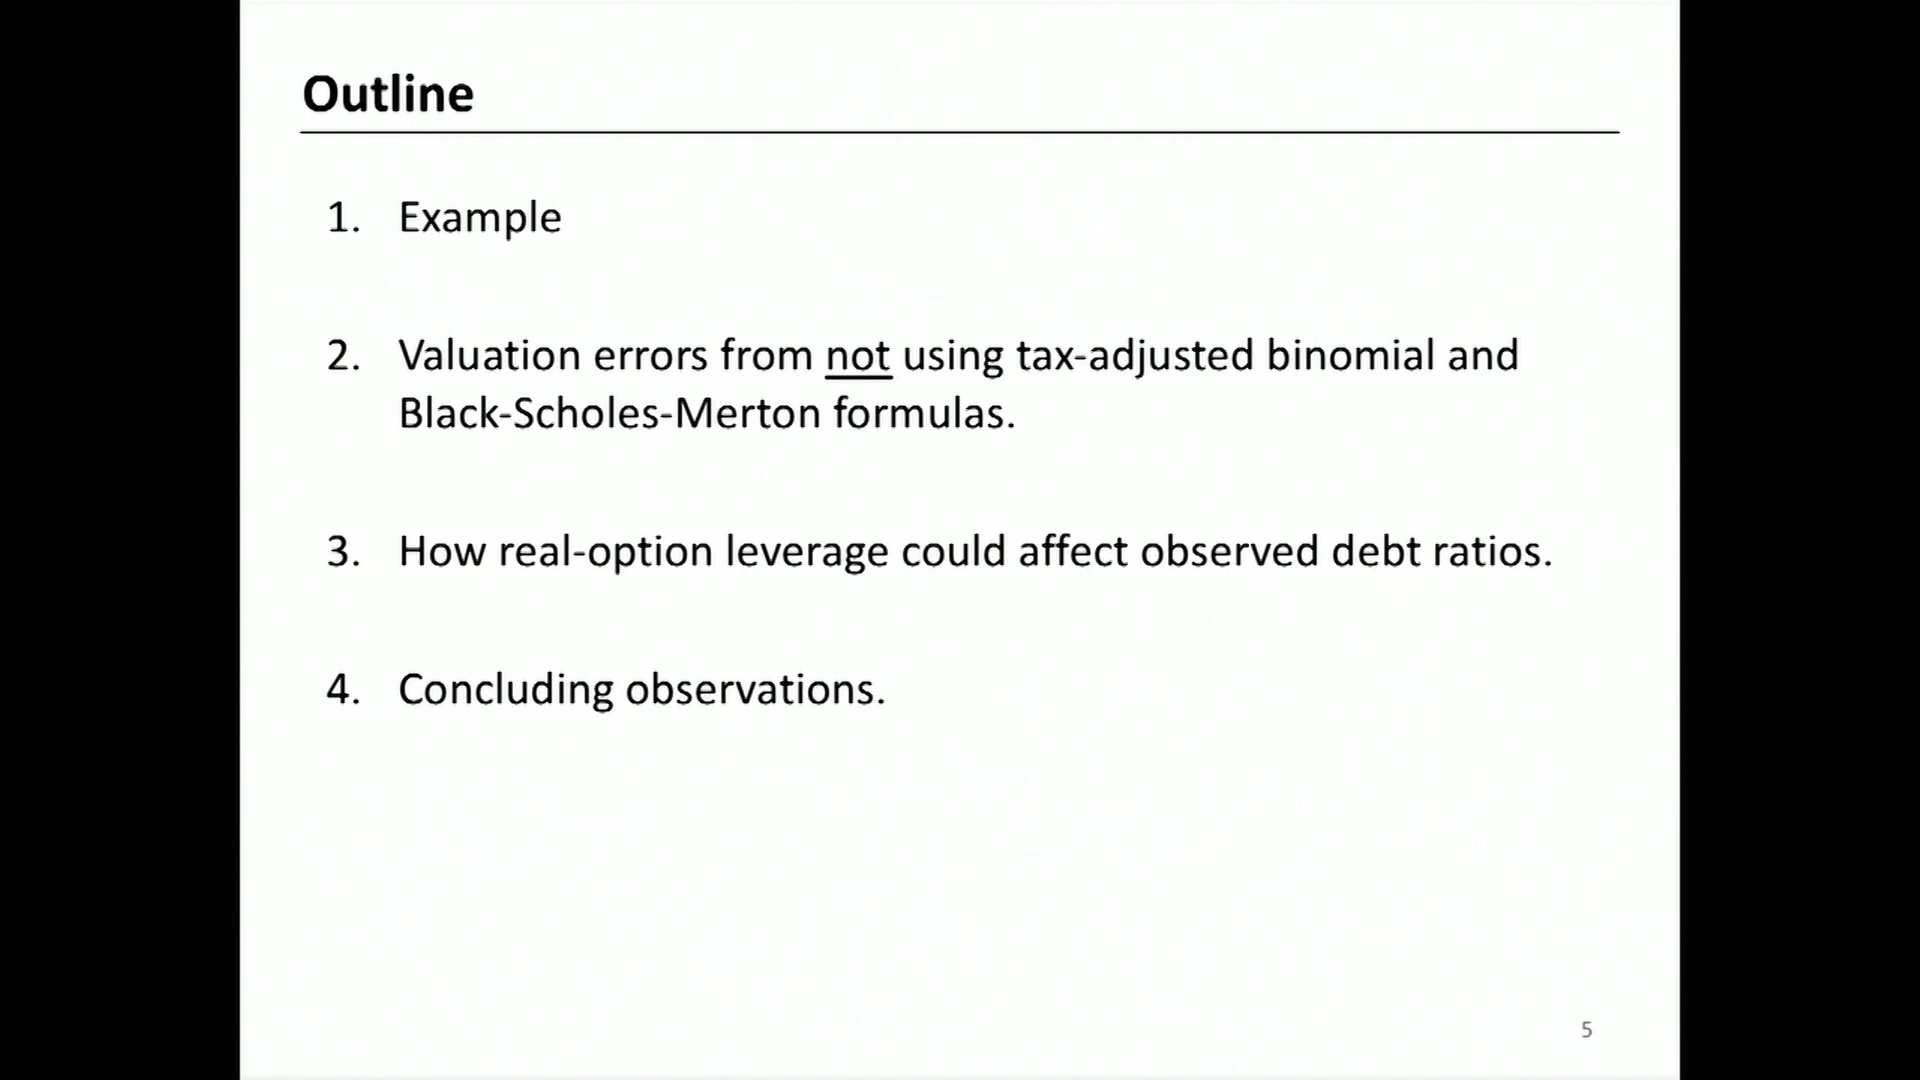 Outline
1. Example
2. Valuation errors from not using tax-adjusted binomial and
Black-Scholes-Merton formulas.
3. How real-option leverage could affect observed debt ratios.
4. Concluding observations.
5